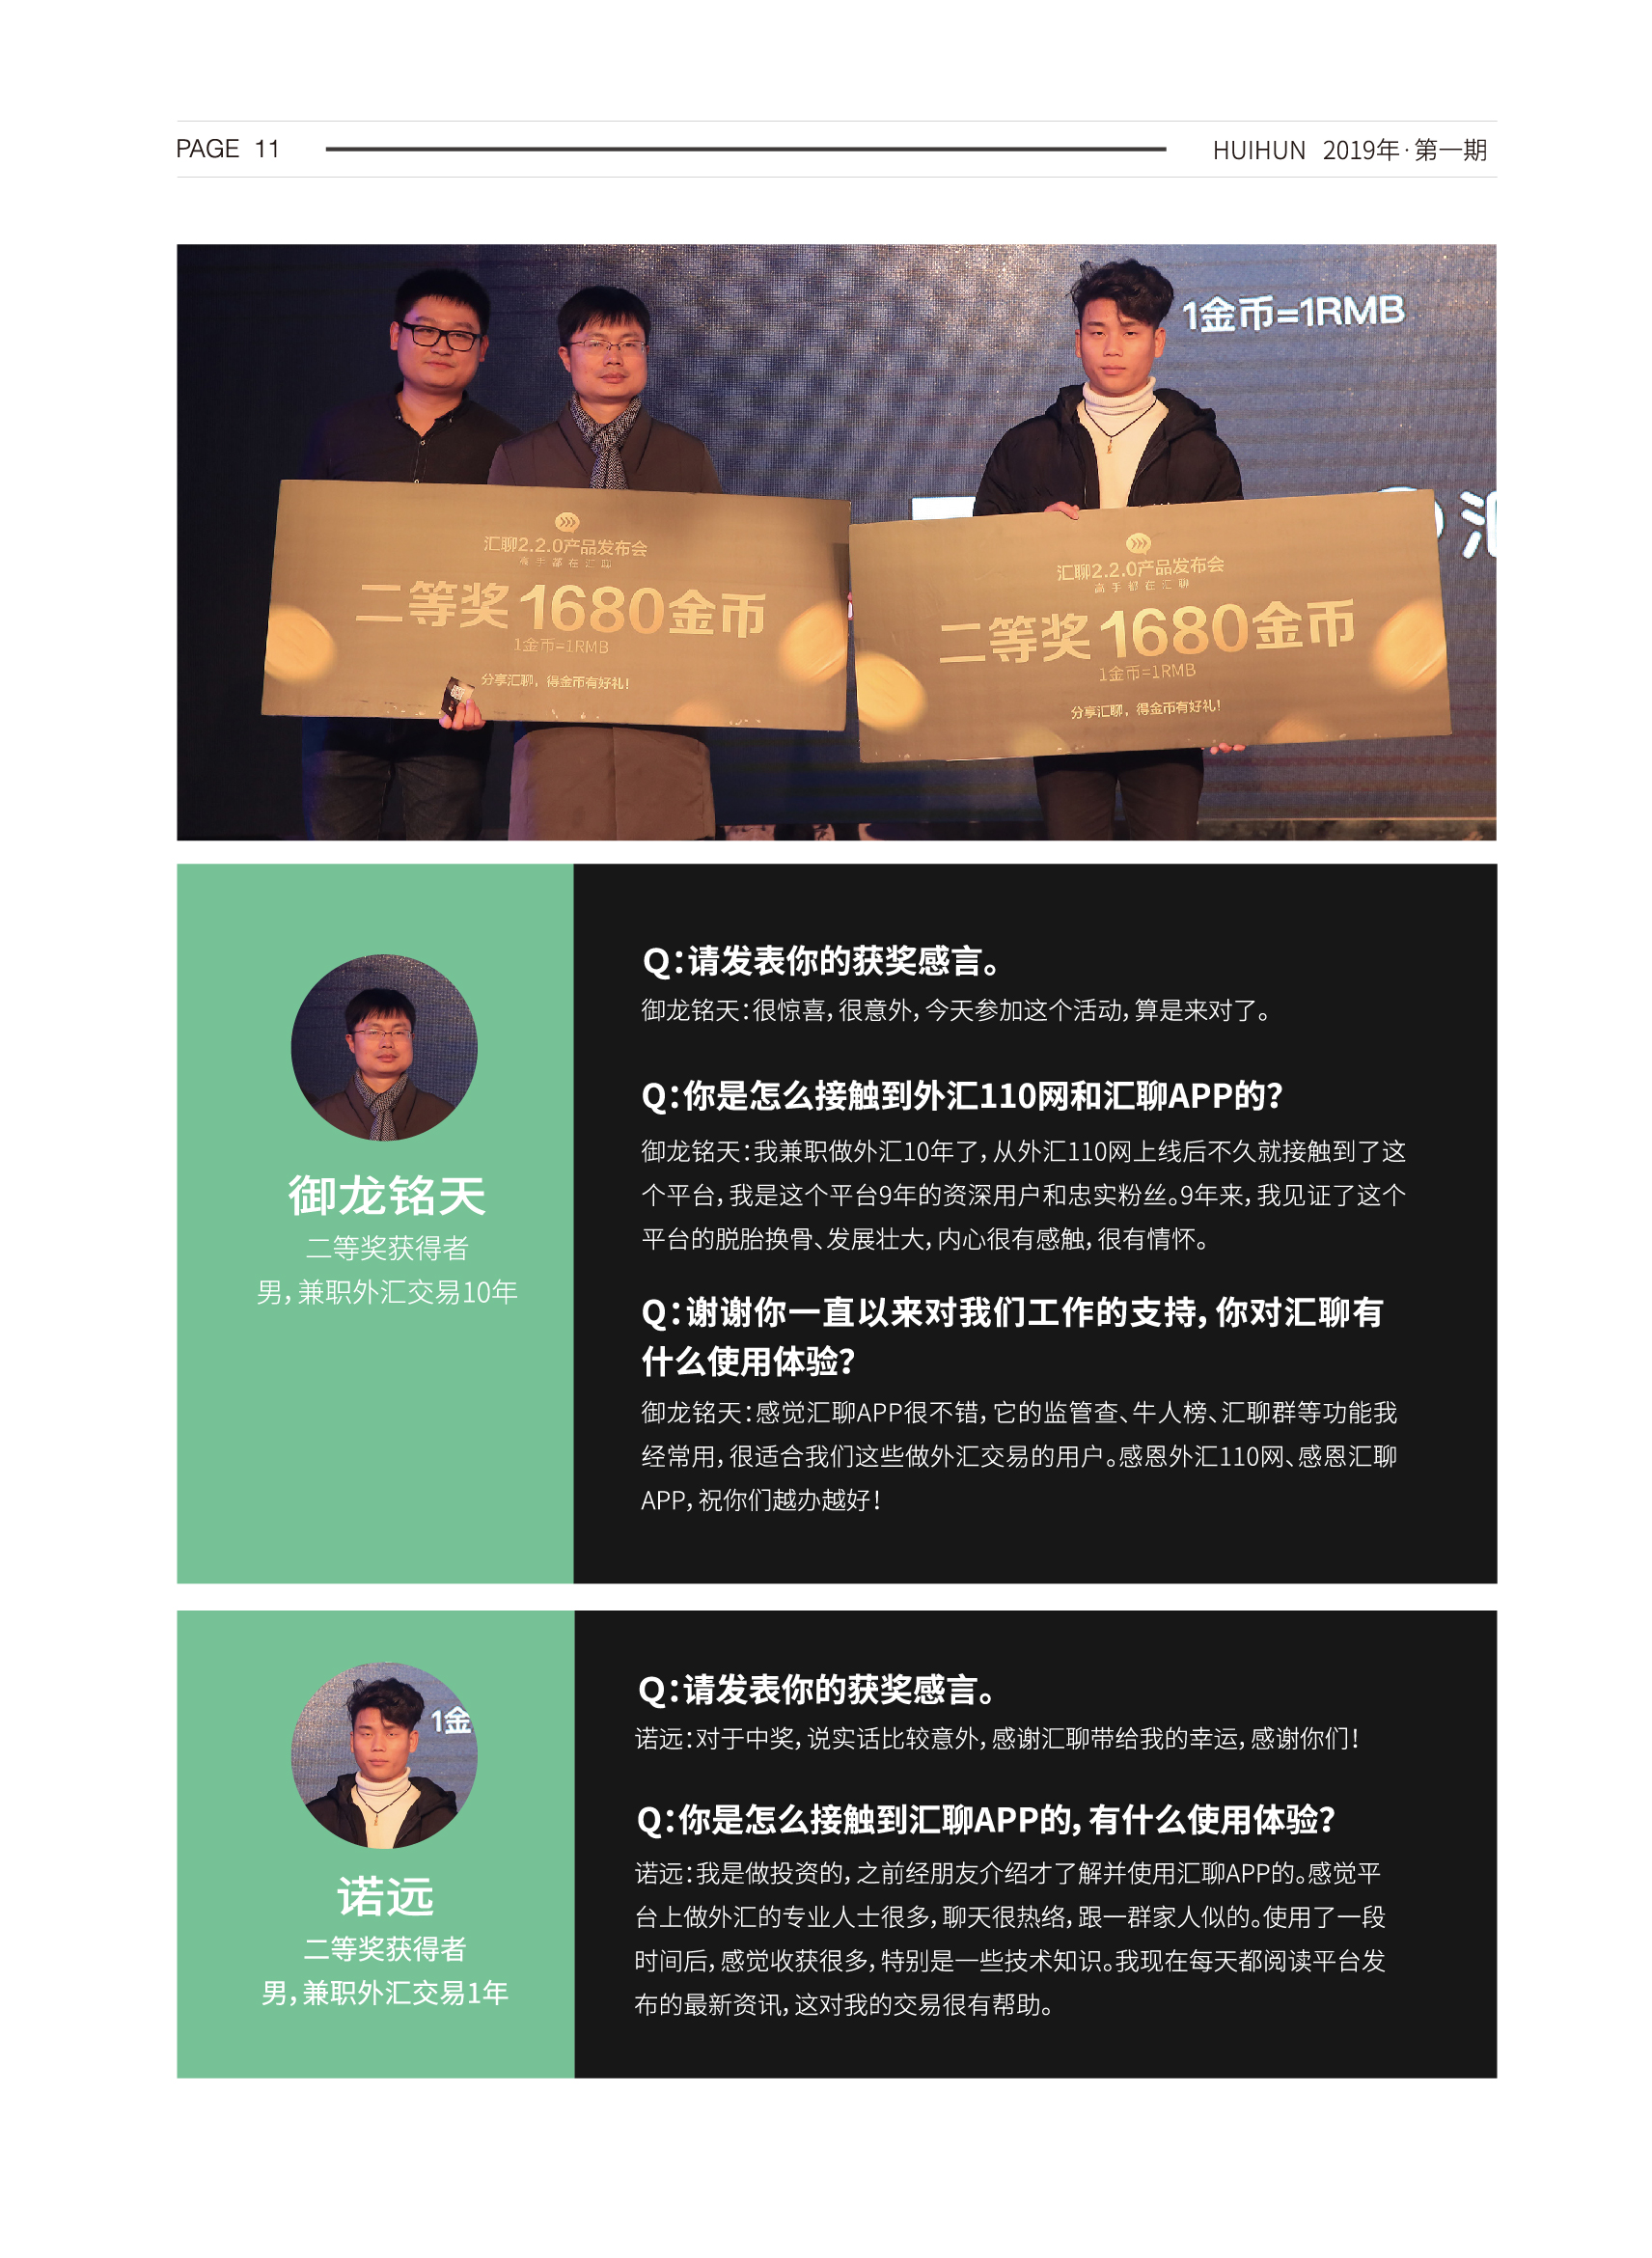 PAGE 11
HUIHUN 2019年·第一期
1金币=1RMB
汇聊2.2.0产品发布会
高手都在汇聊
二等奖1680金币
1金币=1RMB
分享汇聊，得金币有好礼！
汇聊2.2.0产品发布会
高手都在汇聊
二等奖1680金币
1金币=1RMB
分享汇聊，得金币有好礼！
御龙铭天
二等奖获得者
男，兼职外汇交易10年
Q：请发表你的获奖感言。
御龙铭天：很惊喜，很意外，今天参加这个活动，算是来对了。
Q：你是怎么接触到外汇110网和汇聊APP的？
御龙铭天：我兼职做外汇10年了，从外汇110网上线后不久就接触到了这
个平台，我是这个平台9年的资深用户和忠实粉丝。9年来，我见证了这个
平台的脱胎换骨、发展壮大，内心很有感触，很有情怀。
Q：谢谢你一直以来对我们工作的支持，你对汇聊有
什么使用体验？
御龙铭天：感觉汇聊APP很不错，它的监管查、牛人榜、汇聊群等功能我
经常用，很适合我们这些做外汇交易的用户。感恩外汇110网、感恩汇聊
APP，祝你们越办越好！
1金
诺远
二等奖获得者
男，兼职外汇交易1年
Q：请发表你的获奖感言。
诺远：对于中奖，说实话比较意外，感谢汇聊带给我的幸运，感谢你们！
Q：你是怎么接触到汇聊APP的，有什么使用体验？
诺远：我是做投资的，之前经朋友介绍才了解并使用汇聊APP的。感觉平
台上做外汇的专业人士很多，聊天很热络，跟一群家人似的。使用了一段
时间后，感觉收获很多，特别是一些技术知识。我现在每天都阅读平台发
布的最新资讯，这对我的交易很有帮助。